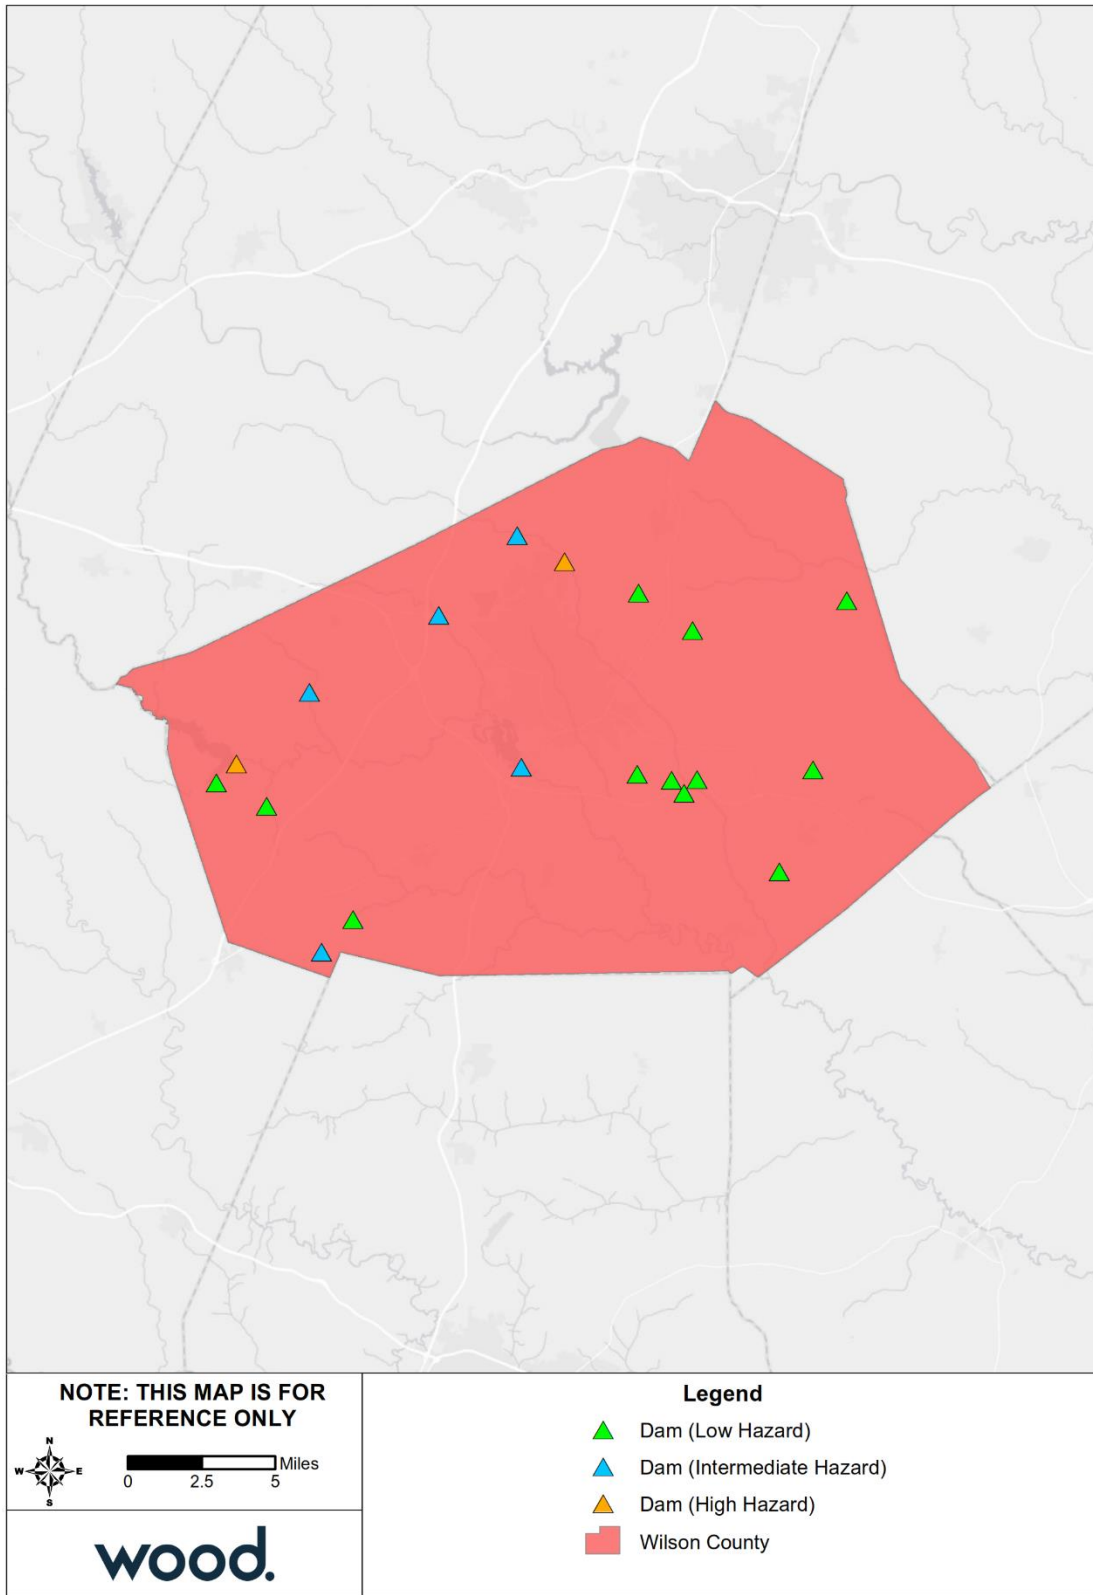 NOTE: THIS MAP IS FOR
REFERENCE ONLY
N
W E
S
Miles
0 2.5 5
wood.
Legend
Dam (Low Hazard)
Dam (Intermediate Hazard)
Dam (High Hazard)
Wilson County